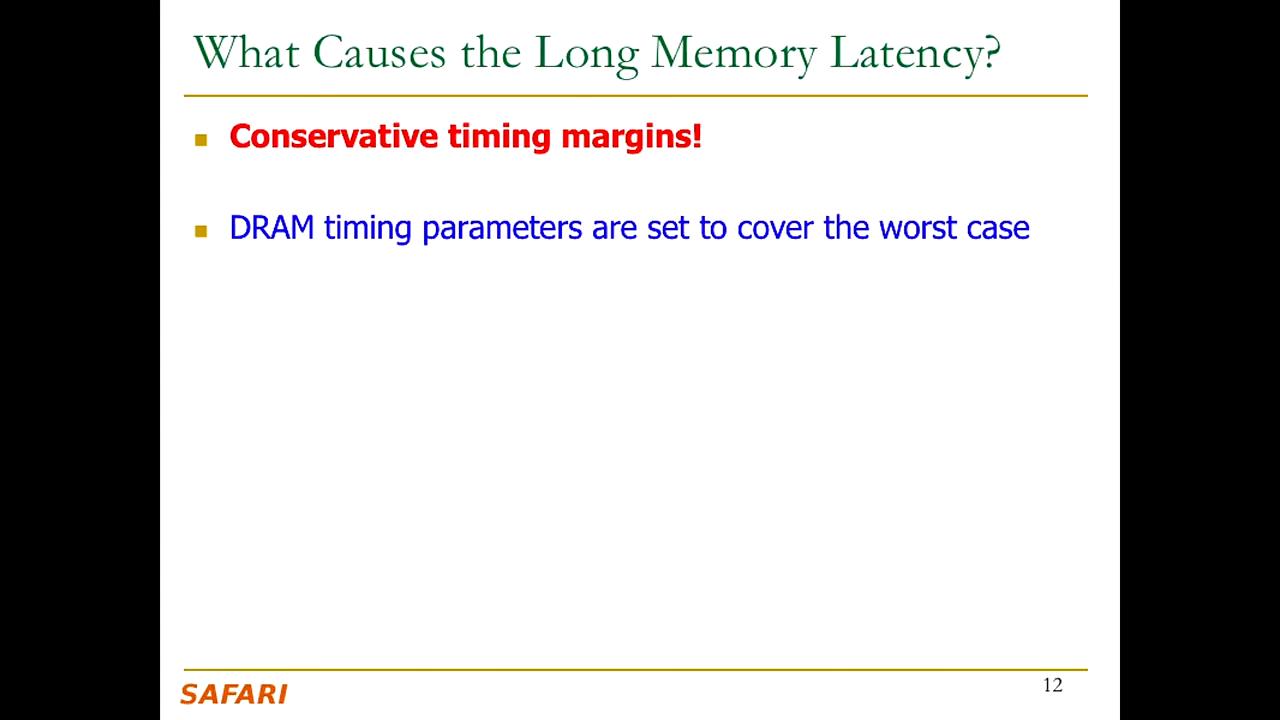 What Causes the Long Memory Latency?
Conservative timing margins!
DRAM timing parameters are set to cover the worst case
SAFARI
12